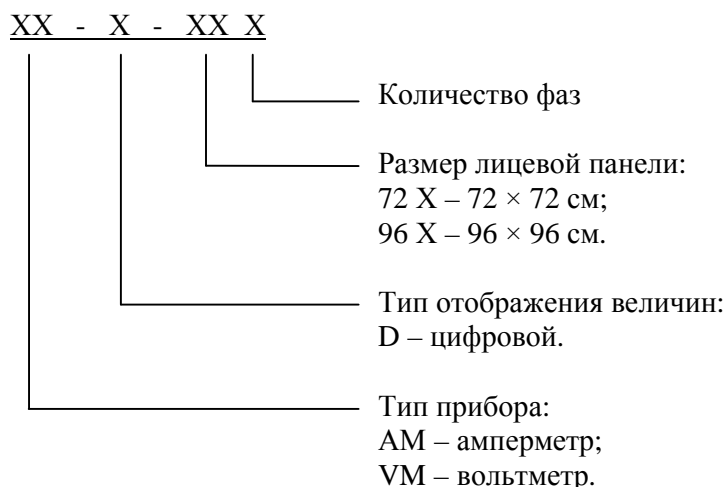 XX - X - XX X
Количество фаз
Размер лицевой панели:
72 X – 72 × 72 см;
96 X – 96 × 96 см.
Тип отображения величин:
D – цифровой.
Тип прибора:
АМ – амперметр;
VM – вольтметр.